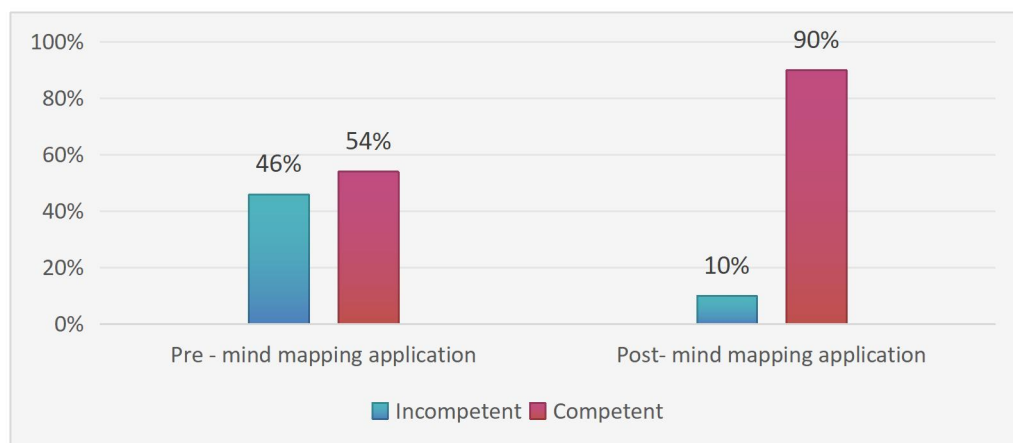 100%
80%
60%
40%
20%
0%
46%
54%
10%
90%
Pre - mind mapping application
Post- mind mapping application
Incompetent
Competent